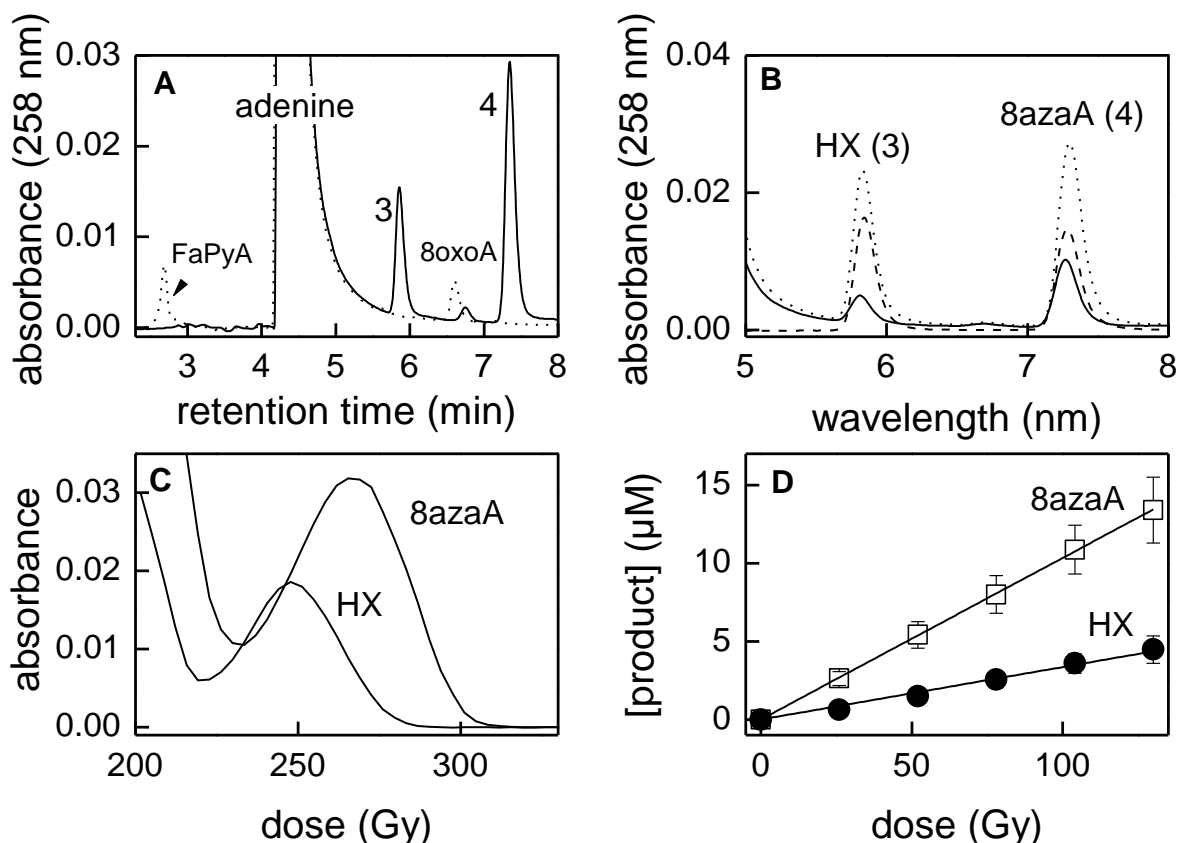 A
absorbance (258 nm)
0.03
0.02
0.01
0.00
adenine
FaPyA
3
8oxoA
4
3 4 5 6 7 8
retention time (min)
B
absorbance (258 nm)
0.04
0.02
0.00
HX (3)
8azaA (4)
5 6 7 8
wavelength (nm)
C
absorbance
0.03
0.02
0.01
0.00
8azaA
HX
200 250 300
dose (Gy)
D
[product] (µM)
15
10
5
0
8azaA
HX
0 50 100
dose (Gy)